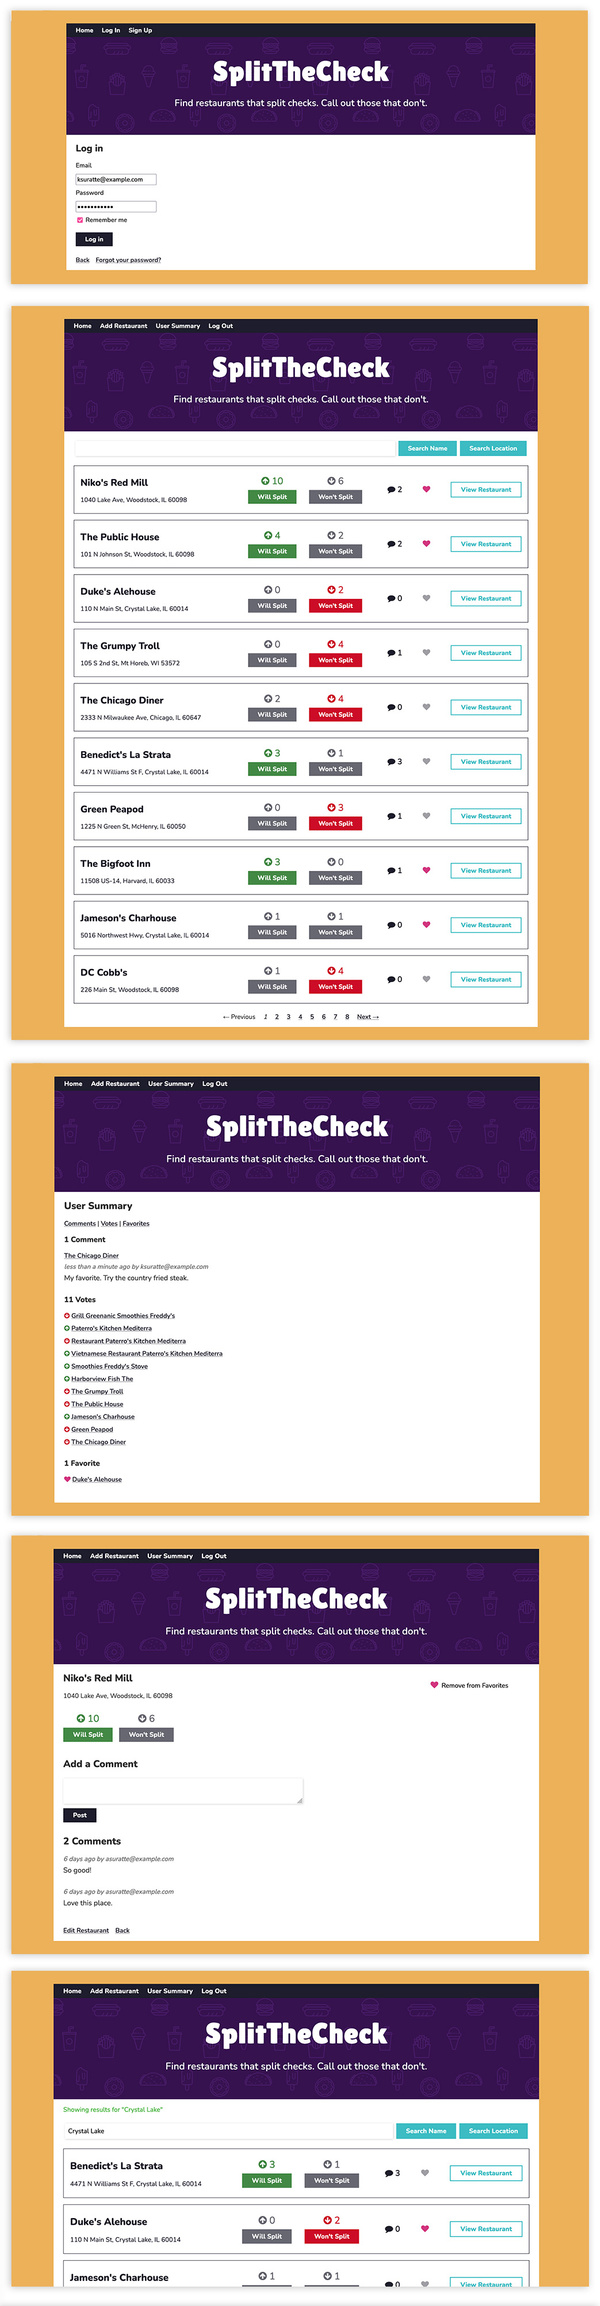 Home Log In Sign Up
SplitTheCheck
Find restaurants that split checks. Call out those that don't.
Log in
Email
ksuratte@example.com
Password
Remember me
Log in
Back Forgot your password?
Home Add Restaurant User Summary Log Out
SplitTheCheck
Find restaurants that split checks. Call out those that don't.
Search Name Search Location
Niko's Red Mill 10 6
1040 Lake Ave, Woodstock, IL 60098 Will Split Won't Split 2 View Restaurant
The Public House 4 2
101 N Johnson St, Woodstock, IL 60098 Will Split Won't Split 2 View Restaurant
Duke's Alehouse 0 2
110 N Main St, Crystal Lake, IL 60014 Will Split Won't Split 0 View Restaurant
The Grumpy Troll 0 4
105 S 2nd St, Mt Horeb, WI 53572 Will Split Won't Split 1 View Restaurant
The Chicago Diner 2 4
2333 N Milwaukee Ave, Chicago, IL 60647 Will Split Won't Split 0 View Restaurant
Benedict's La Strata 3 1
4471 N Williams St F, Crystal Lake, IL 60014 Will Split Won't Split 3 View Restaurant
Green Peapod 0 3
1225 N Green St, McHenry, IL 60050 Will Split Won't Split 1 View Restaurant
The Bigfoot Inn 3 0
11508 US-14, Harvard, IL 60033 Will Split Won't Split 1 View Restaurant
Jameson's Charhouse 1 1
5016 Northwest Hwy, Crystal Lake, IL 60014 Will Split Won't Split 0 View Restaurant
DC Cobb's 1 4
226 Main St, Woodstock, IL 60098 Will Split Won't Split 0 View Restaurant
← Previous 1 2 3 4 5 6 7 8 Next →
Home Add Restaurant User Summary Log Out
SplitTheCheck
Find restaurants that split checks. Call out those that don't.
User Summary
Comments | Votes | Favorites
1 Comment
The Chicago Diner
less than a minute ago by ksuratte@example.com
My favorite. Try the country fried steak.
11 Votes
Grill Greenanic Smoothies Freddy's
Paterro's Kitchen Mediterra
Restaurant Paterro's Kitchen Mediterra
Vietnamese Restaurant Paterro's Kitchen Mediterra
Smoothies Freddy's Stove
Harborview Fish The
The Grumpy Troll
The Public House
Jameson's Charhouse
Green Peapod
The Chicago Diner
1 Favorite
Duke's Alehouse
Home Add Restaurant User Summary Log Out
SplitTheCheck
Find restaurants that split checks. Call out those that don't.
Niko's Red Mill
Remove from Favorites
1040 Lake Ave, Woodstock, IL 60098
10 6
Will Split Won't Split
Add a Comment
Post
2 Comments
6 days ago by asuratte@example.com
So good!
6 days ago by asuratte@example.com
Love this place.
Edit Restaurant Back
Home Add Restaurant User Summary Log Out
SplitTheCheck
Find restaurants that split checks. Call out those that don't.
Showing results for "Crystal Lake"
Crystal Lake Search Name Search Location
Benedict's La Strata 3 1
4471 N Williams St F, Crystal Lake, IL 60014 Will Split Won't Split 3 View Restaurant
Duke's Alehouse 0 2
110 N Main St, Crystal Lake, IL 60014 Will Split Won't Split 0 View Restaurant
Jameson's Charhouse 1 1
0 View Restaurant